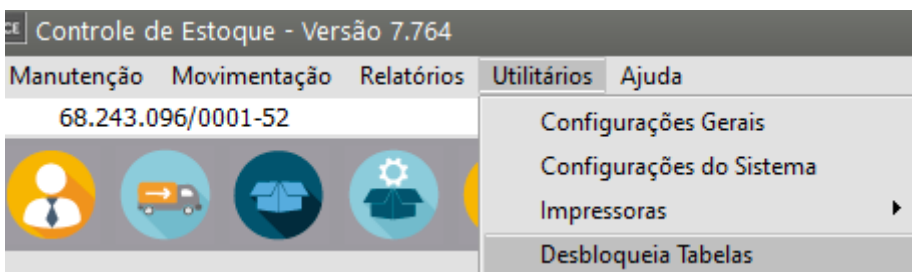 Controle de Estoque - Versão 7.764
Manutenção Movimentação Relatórios Utilitários Ajuda
68.243.096/0001-52
Configurações Gerais
Configurações do Sistema
Impressoras
Desbloqueia Tabelas